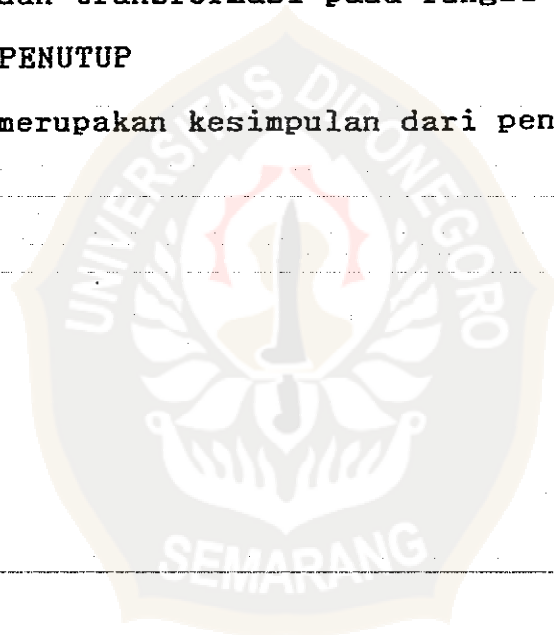 dan transformasi pada fungsi
PENUTUP
merupakan kesimpulan dari pen
UNIVERSITAS DIPONEGORO
SEMARANG